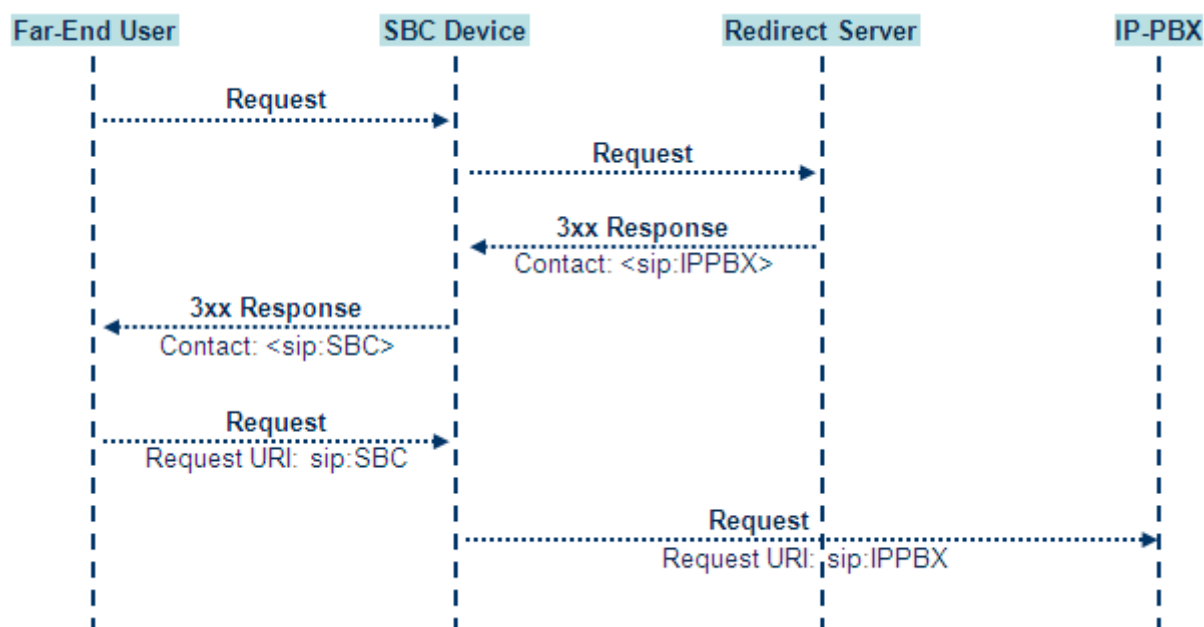 Far-End User
SBC Device
Redirect Server
IP-PBX
Request
Request
3xx Response
Contact: <sip:IPPBX>
3xx Response
Contact: <sip:SBC>
Request
Request URI: sip:SBC
Request
Request URI: sip:IPPBX